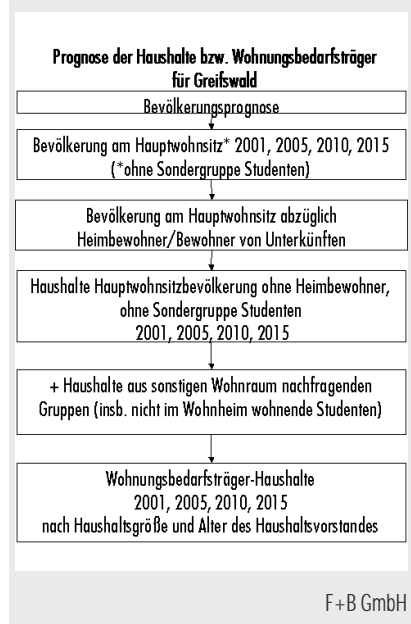 Prognose der Haushalte bzw. Wohnungsbedarfsträger
für Greifswald
Bevölkerungsprognose
Bevölkerung am Hauptwohnsitz* 2001, 2005, 2010, 2015
(*ohne Sondergruppe Studenten)
Bevölkerung am Hauptwohnsitz abzüglich
Heimbewohner/Bewohner von Unterkünften
Haushalte Hauptwohnsitzbevölkerung ohne Heimbewohner,
ohne Sondergruppe Studenten
2001, 2005, 2010, 2015
+ Haushalte aus sonstigen Wohnraum nachfragenden
Gruppen (insb. nicht im Wohnheim wohnende Studenten)
Wohnungsbedarfsträger-Haushalte
2001, 2005, 2010, 2015
nach Haushaltsgröße und Alter des Haushaltsvorstandes
F+B GmbH